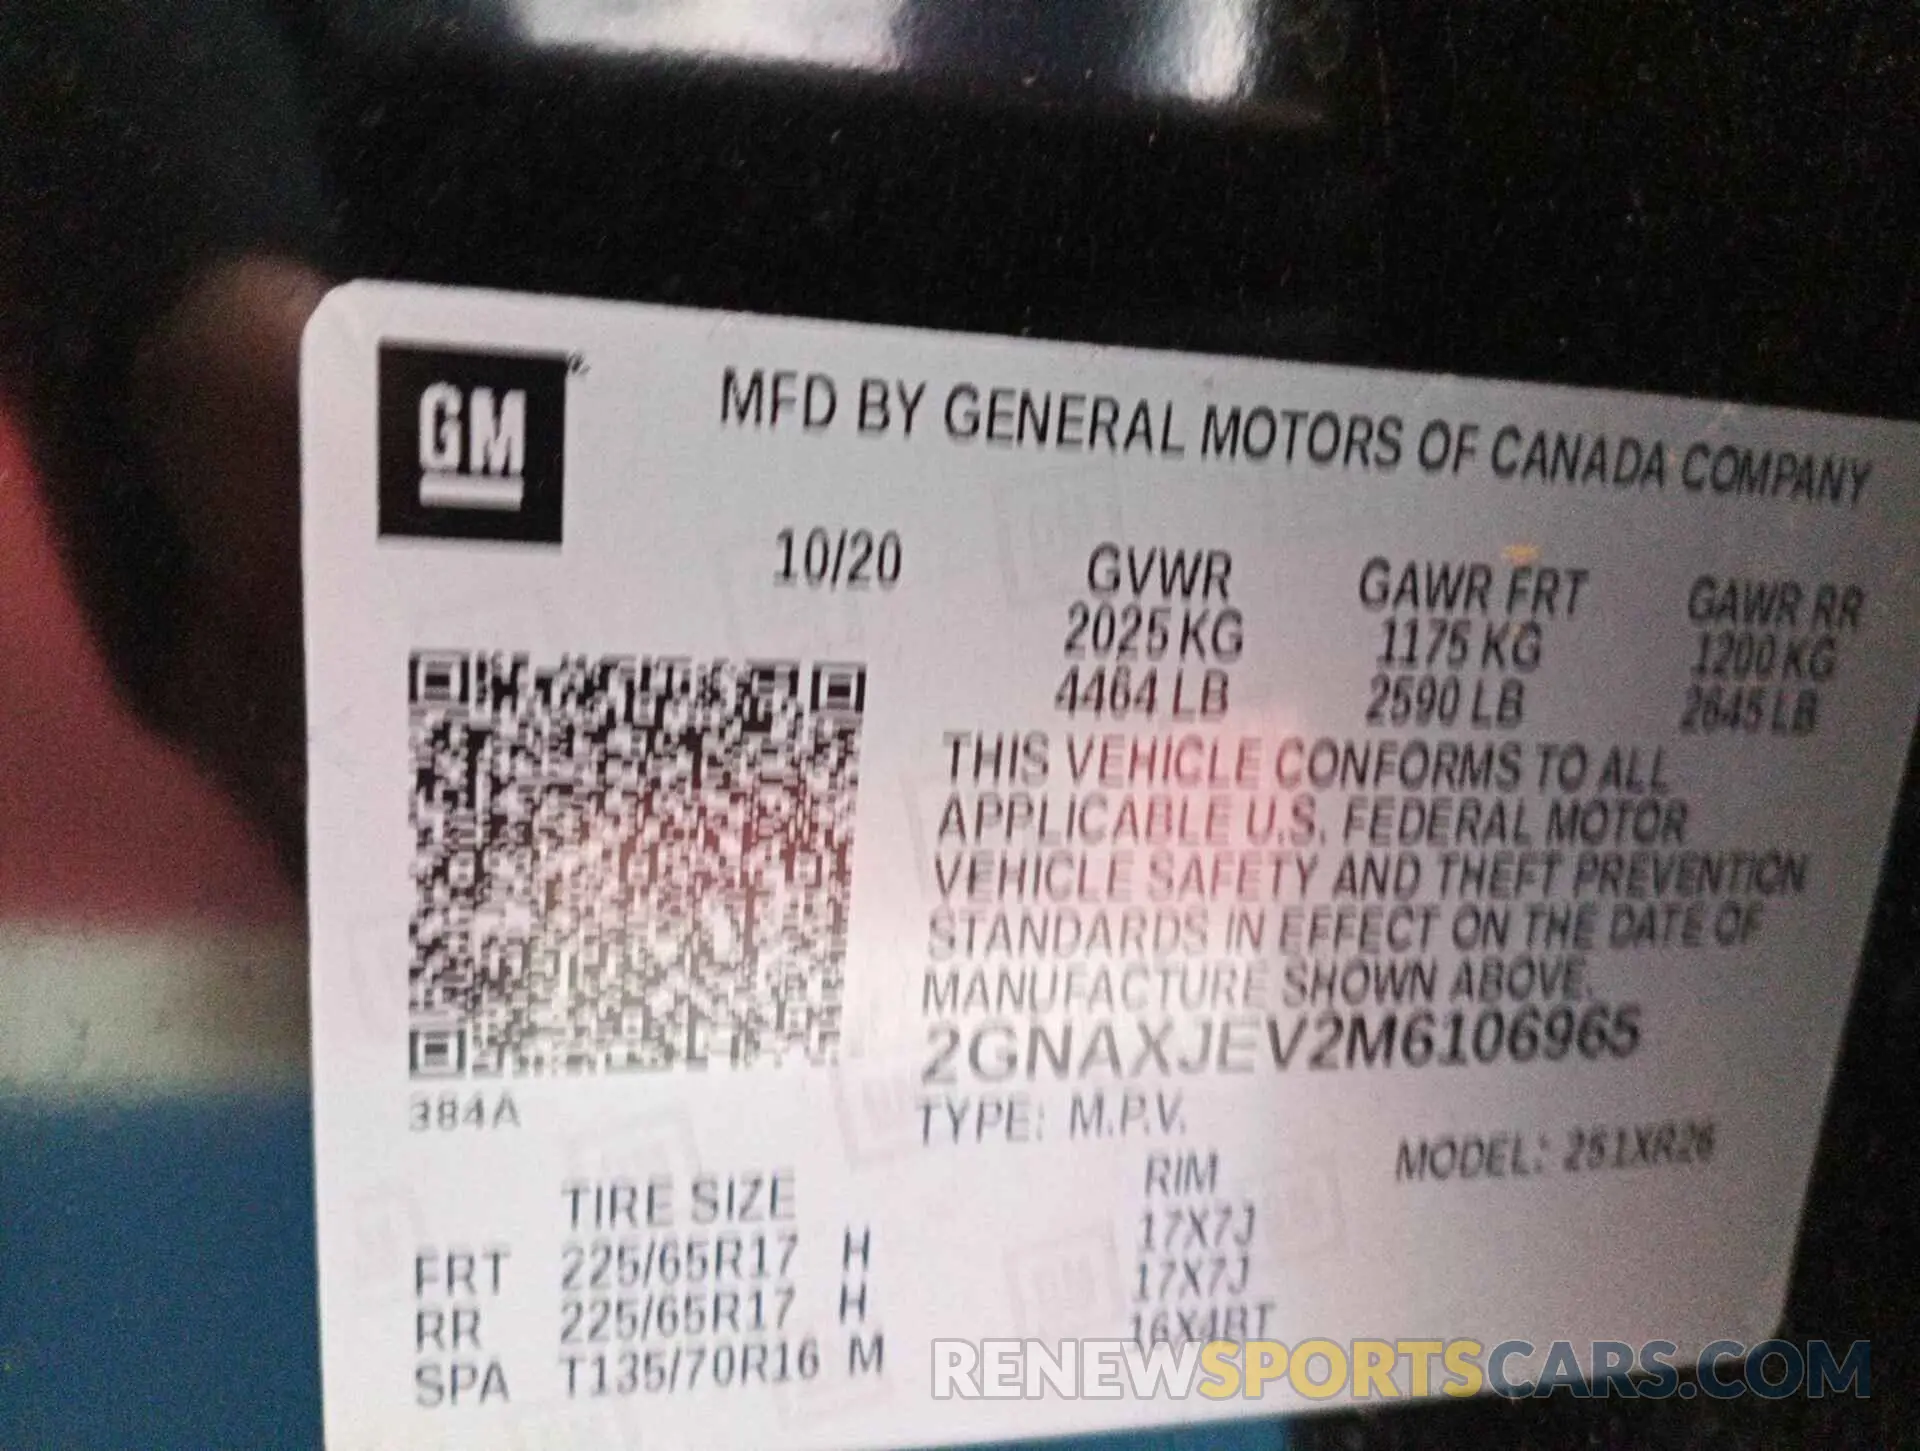 GM
MFD BY GENERAL MOTORS OF CANADA COMPANY
10/20
GVWR GAWR FRT GAWR RR
2025 KG 1175 KG 1200 KG
4464 LB 2590 LB 2645 LB
THIS VEHICLE CONFORMS TO ALL
APPLICABLE U.S. FEDERAL MOTOR
VEHICLE SAFETY AND THEFT PREVENTION
STANDARDS IN EFFECT ON THE DATE OF
MANUFACTURE SHOWN ABOVE.
2GNAXJEV2M6106965
384A
TYPE: M.P.V.
MODEL: 251XR26
TIRE SIZE RIM
FRT 225/65R17 H 17X7J
RR 225/65R17 H 17X7J
SPA T135/70R16 M 16X4BT
RENEWSPORTSCARS.COM